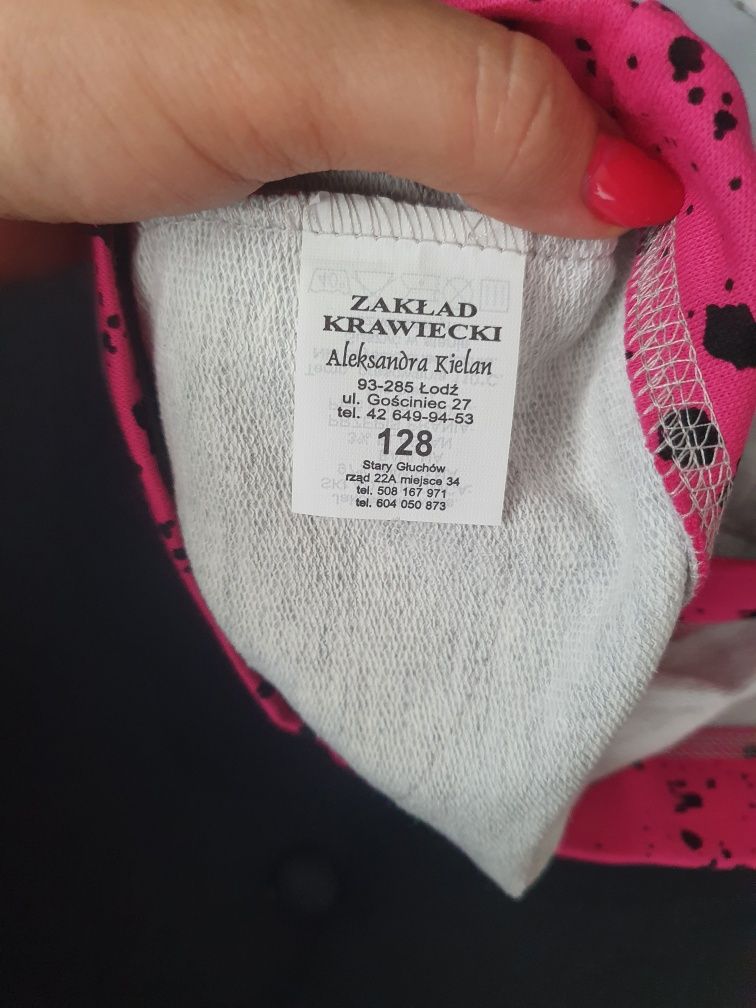 ZAKŁAD
KRAWIECKI
Aleksandra Kielan
93-285 Łodź
ul. Gościniec 27
tel. 42 649-94-53
128
Stary Głuchów
rząd 22A miejsce 34
tel. 508 167 971
tel. 604 050 873